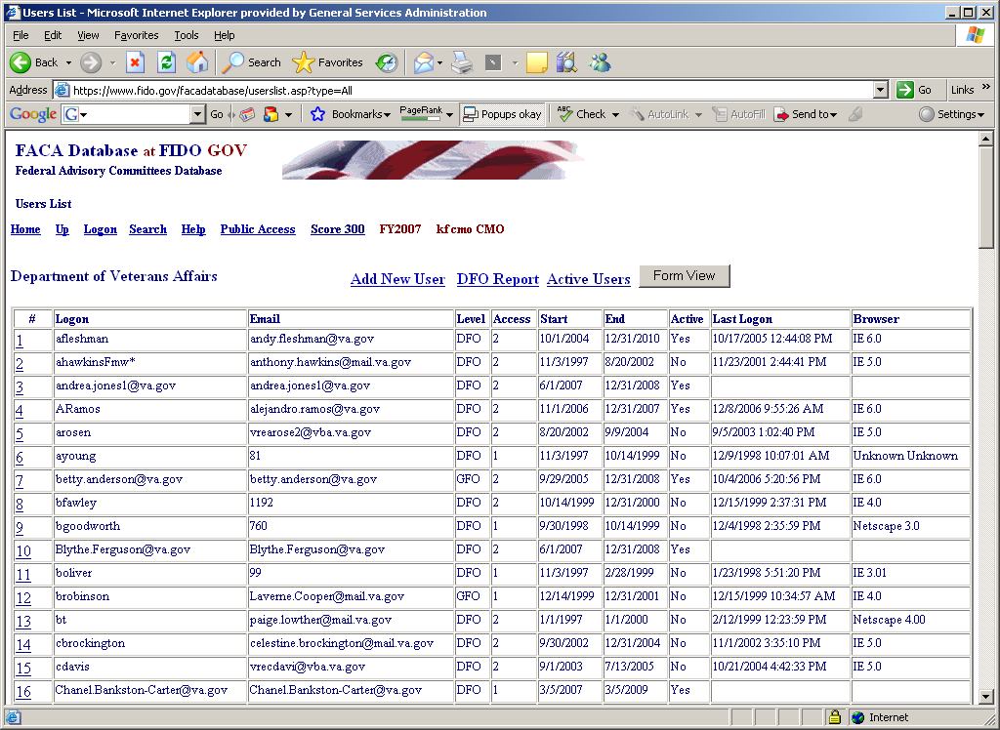 Users List - Microsoft Internet Explorer provided by General Services Administration
File Edit View Favorites Tools Help
Back Search Favorites
Address https://www.fido.gov/facadatabase/userslist.asp?type=All Go Links »
Google G Go Bookmarks PageRank Popups okay ABC Check AutoLink AutoFill Send to Settings
FACA Database at FIDO GOV
Federal Advisory Committees Database
Users List
Home Up Logon Search Help Public Access Score 300 FY2007 kfcmo CMO
Department of Veterans Affairs Add New User DFO Report Active Users Form View
# Logon Email Level Access Start End Active Last Logon Browser
1 afleshman andy.fleshman@va.gov DFO 2 10/1/2004 12/31/2010 Yes 10/17/2005 12:44:08 PM IE 6.0
2 ahawkinsFmw* anthony.hawkins@mail.va.gov DFO 2 11/3/1997 8/20/2002 No 11/23/2001 2:44:41 PM IE 5.0
3 andrea.jones1@va.gov andrea.jones1@va.gov DFO 2 6/1/2007 12/31/2008 Yes
4 ARamos alejandro.ramos@va.gov DFO 2 11/1/2006 12/31/2007 Yes 12/8/2006 9:55:26 AM IE 6.0
5 arosen vrearose2@vba.va.gov DFO 2 8/20/2002 9/9/2004 No 9/5/2003 1:02:40 PM IE 5.0
6 ayoung 81 DFO 1 11/3/1997 10/14/1999 No 12/9/1998 10:07:01 AM Unknown Unknown
7 betty.anderson@va.gov betty.anderson@va.gov GFO 2 9/29/2005 12/31/2008 Yes 10/4/2006 5:20:56 PM IE 6.0
8 bfawley 1192 DFO 2 10/14/1999 12/31/2000 No 12/15/1999 2:37:31 PM IE 4.0
9 bgoodworth 760 DFO 1 9/30/1998 10/14/1999 No 12/4/1998 2:35:59 PM Netscape 3.0
10 Blythe.Ferguson@va.gov Blythe.Ferguson@va.gov DFO 2 6/1/2007 12/31/2008 Yes
11 boliver 99 DFO 1 11/3/1997 2/28/1999 No 1/23/1998 5:51:20 PM IE 3.01
12 brobinson Laverne.Cooper@mail.va.gov GFO 1 12/14/1999 12/31/2001 No 12/15/1999 10:34:57 AM IE 4.0
13 bt paige.lowther@mail.va.gov DFO 2 1/1/1997 1/1/2000 No 2/12/1999 12:23:59 PM Netscape 4.00
14 cbrockington celestine.brockington@mail.va.gov DFO 2 9/30/2002 12/31/2004 No 11/1/2002 3:35:10 PM IE 5.0
15 cdavis vrecdavi@vba.va.gov DFO 2 9/1/2003 7/13/2005 No 10/21/2004 4:42:33 PM IE 5.0
16 Chanel.Bankston-Carter@va.gov Chanel.Bankston-Carter@va.gov DFO 1 3/5/2007 3/5/2009 Yes
Internet